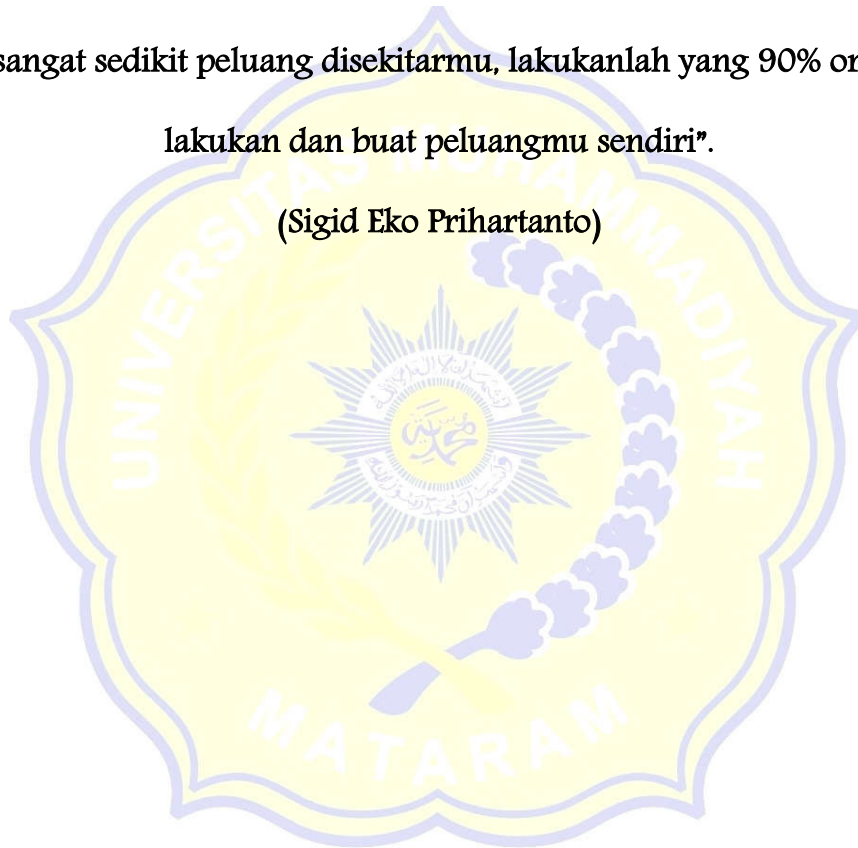 sangat sedikit peluang disekitarmu, lakukanlah yang 90%
lakukan dan buat peluangmu sendiri”.
(Sigid Eko Prihartanto)
UNIVERSITAS MUHAMMADIYAH
MATARAM